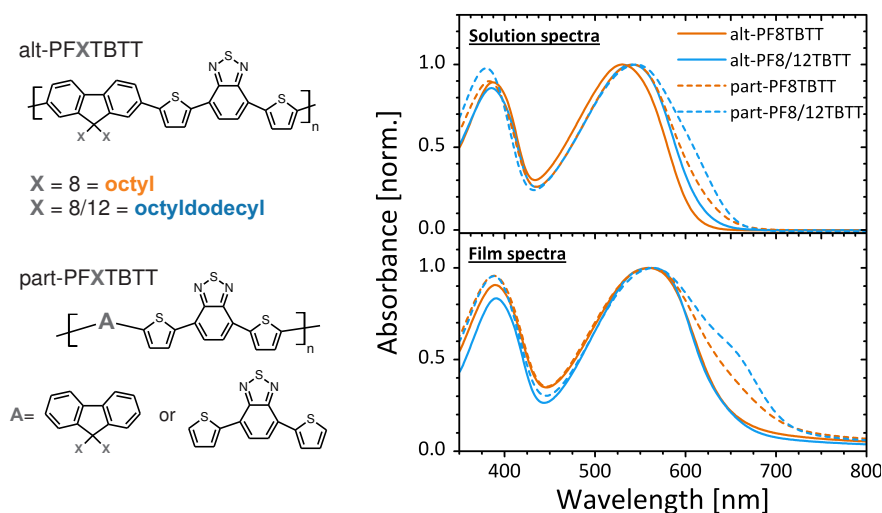 alt-PFXTBTT
S
N N
S
S
[ ]n
X X
X = 8 = octyl
X = 8/12 = octyldodecyl
part-PFXTBTT
S
N N
S
S
[ A ]n
A=
X X
or
S
N N
S
S
Solution spectra
alt-PF8TBTT
alt-PF8/12TBTT
part-PF8TBTT
part-PF8/12TBTT
1.0
0.5
0.0
Film spectra
1.0
0.5
0.0
Absorbance [norm.]
400 500 600 700 800
Wavelength [nm]